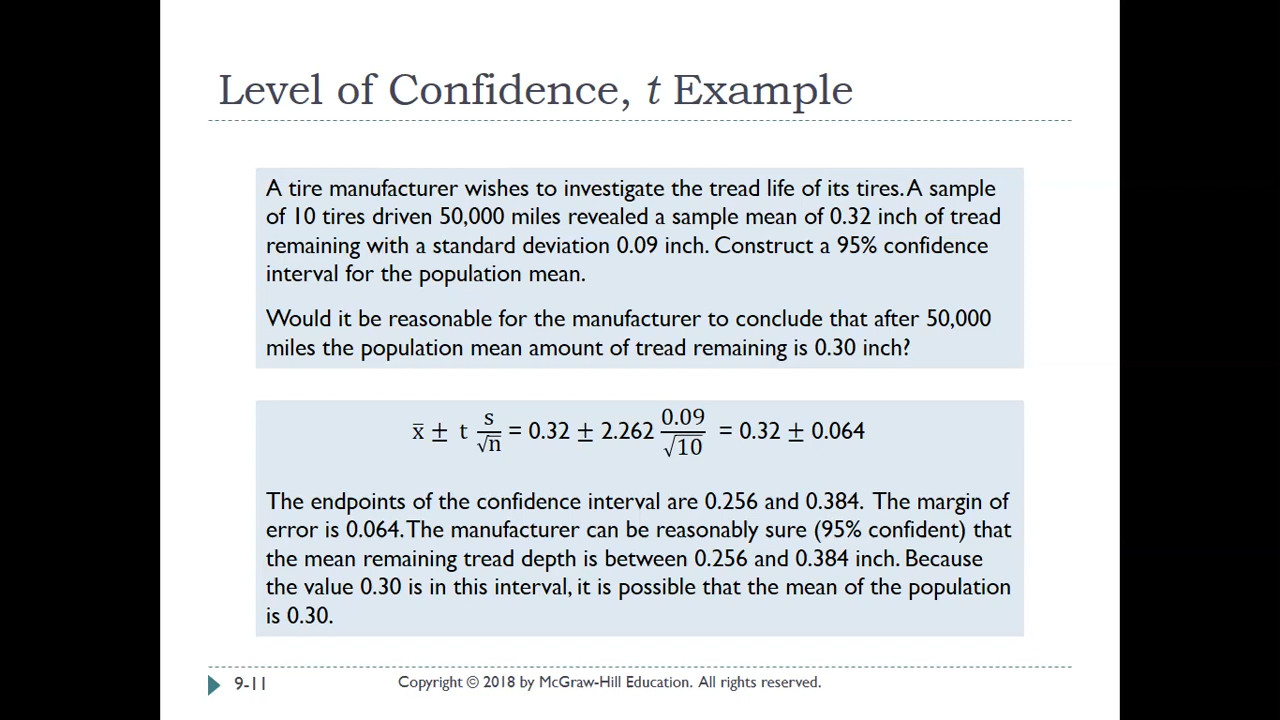 Level of Confidence, t Example
A tire manufacturer wishes to investigate the tread life of its tires. A sample
of 10 tires driven 50,000 miles revealed a sample mean of 0.32 inch of tread
remaining with a standard deviation 0.09 inch. Construct a 95% confidence
interval for the population mean.
Would it be reasonable for the manufacturer to conclude that after 50,000
miles the population mean amount of tread remaining is 0.30 inch?
x̄ ± t s/√n = 0.32 ± 2.262 0.09/√10 = 0.32 ± 0.064
The endpoints of the confidence interval are 0.256 and 0.384. The margin of
error is 0.064. The manufacturer can be reasonably sure (95% confident) that
the mean remaining tread depth is between 0.256 and 0.384 inch. Because
the value 0.30 is in this interval, it is possible that the mean of the population
is 0.30.
9-11
Copyright © 2018 by McGraw-Hill Education. All rights reserved.